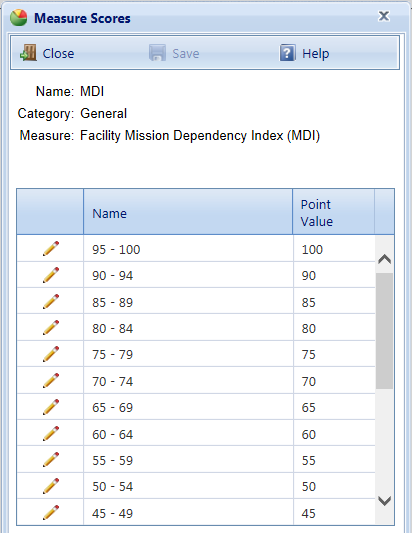 Measure Scores
Close Save Help
Name: MDI
Category: General
Measure: Facility Mission Dependency Index (MDI)
Name Point Value
95 - 100 100
90 - 94 90
85 - 89 85
80 - 84 80
75 - 79 75
70 - 74 70
65 - 69 65
60 - 64 60
55 - 59 55
50 - 54 50
45 - 49 45